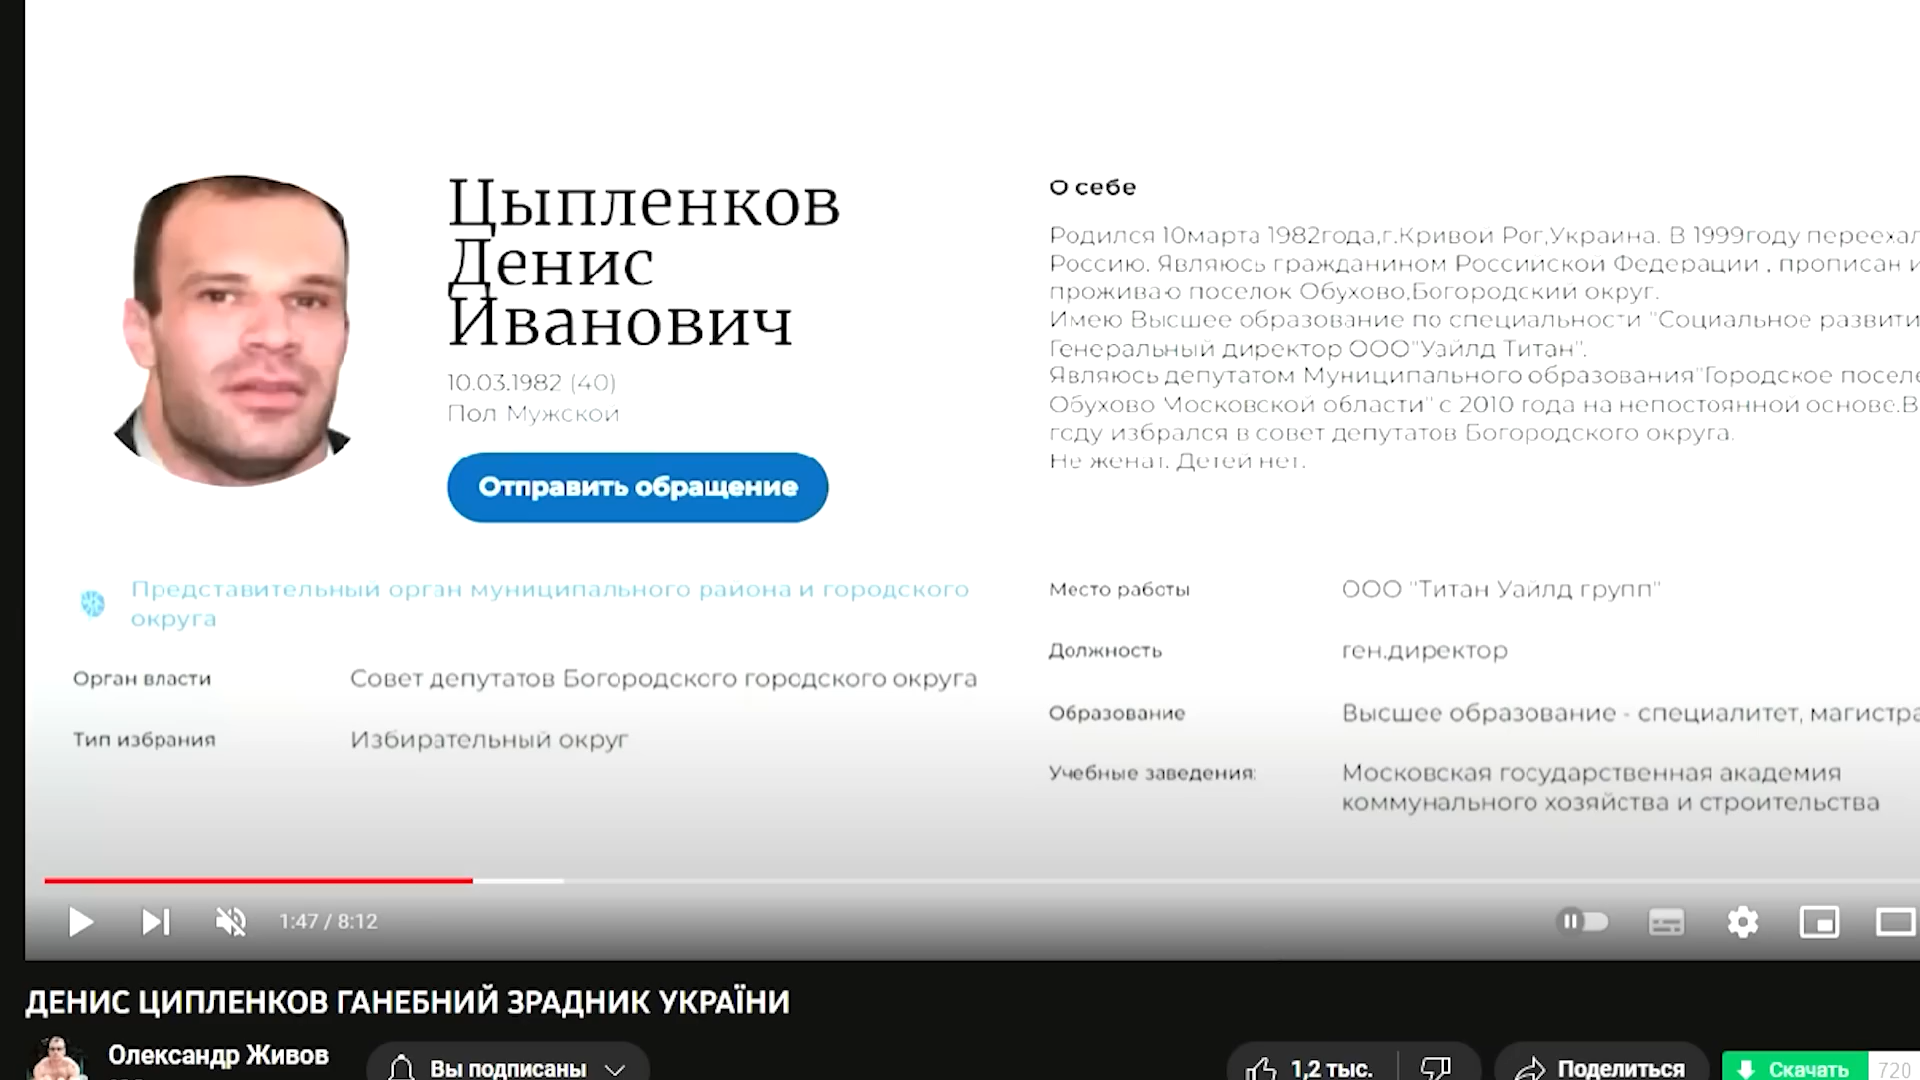 Цыпленков
Денис
Иванович
10.03.1982 (40)
Пол Мужской
Отправить обращение
О себе
Родился 10марта 1982года,г.Кривои Рог,Украина. В 1999году переехал
Россию. Являюсь гражданином Российской Федерации , прописан и
проживаю поселок Обухово,Богородский округ.
Имею Высшее образование по специальности "Социальное развити
Генеральный директор ООО"Уайлд Титан".
Являюсь депутатом Муниципального образования"Городское поселе
Обухово Московской области" с 2010 года на непостоянной основе.В
году избрался в совет депутатов Богородского округа.
Не женат. Детей нет.
Представительный орган муниципального района и городского
округа
Орган власти Совет депутатов Богородского городского округа
Тип избрания Избирательный округ
Место работы ООО "Титан Уайлд групп"
Должность ген.директор
Образование Высшее образование - специалитет, магистра
Учебные заведения: Московская государственная академия
коммунального хозяйства и строительства
1:47 / 8:12
ДЕНИС ЦИПЛЕНКОВ ГАНЕБНИЙ ЗРАДНИК УКРАЇНИ
Олександр Живов
Вы подписаны
1,2 тыс.
Поделиться
Скачать
720